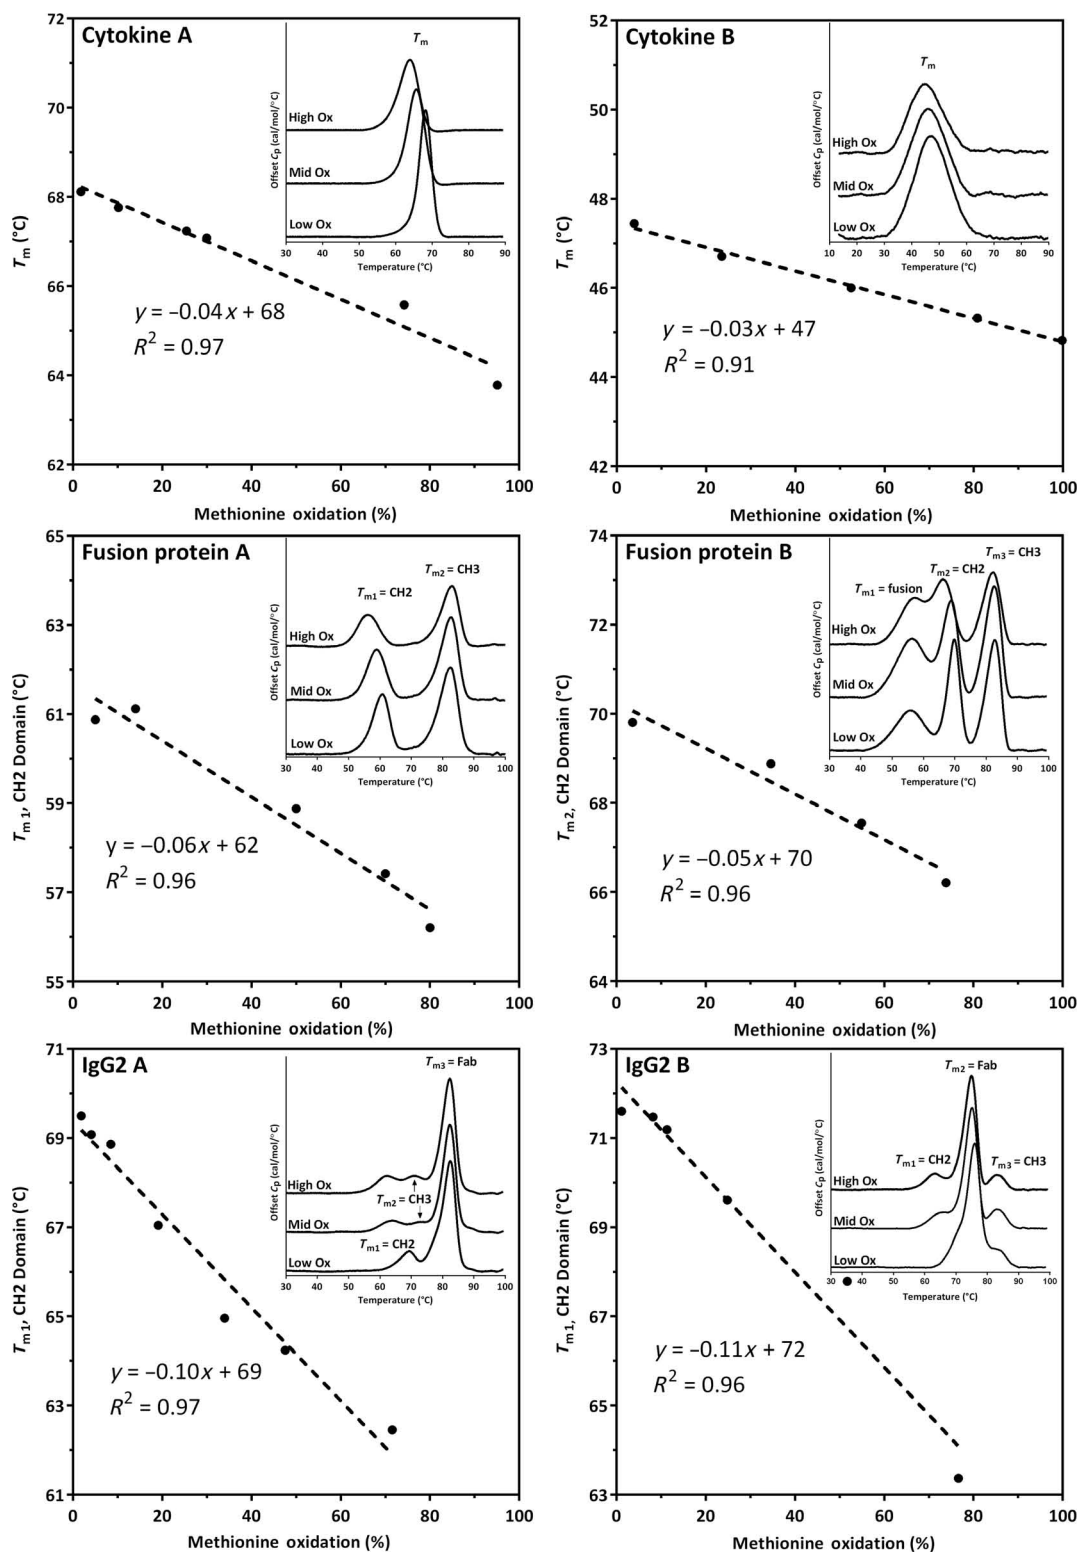 Cytokine A
72
70
68
66
64
62
T_m (°C)
0 20 40 60 80 100
Methionine oxidation (%)
y = –0.04x + 68
R² = 0.97
T_m
Offset C_p (cal/mol/°C)
High Ox
Mid Ox
Low Ox
30 40 50 60 70 80 90
Temperature (°C)
Cytokine B
52
50
48
46
44
42
T_m (°C)
0 20 40 60 80 100
Methionine oxidation (%)
y = –0.03x + 47
R² = 0.91
T_m
Offset C_p (cal/mol/°C)
High Ox
Mid Ox
Low Ox
10 20 30 40 50 60 70 80 90
Temperature (°C)
Fusion protein A
65
63
61
59
57
55
T_m1, CH2 Domain (°C)
0 20 40 60 80 100
Methionine oxidation (%)
y = –0.06x + 62
R² = 0.96
T_m2 = CH3
T_m1 = CH2
Offset C_p (cal/mol/°C)
High Ox
Mid Ox
Low Ox
30 40 50 60 70 80 90 100
Temperature (°C)
Fusion protein B
74
72
70
68
66
64
T_m2, CH2 Domain (°C)
0 20 40 60 80 100
Methionine oxidation (%)
y = –0.05x + 70
R² = 0.96
T_m3 = CH3
T_m2 = CH2
T_m1 = fusion
Offset C_p (cal/mol/°C)
High Ox
Mid Ox
Low Ox
30 40 50 60 70 80 90 100
Temperature (°C)
IgG2 A
71
69
67
65
63
61
T_m1, CH2 Domain (°C)
0 20 40 60 80 100
Methionine oxidation (%)
y = –0.10x + 69
R² = 0.97
T_m3 = Fab
Offset C_p (cal/mol/°C)
High Ox
T_m2 = CH3
Mid Ox
T_m1 = CH2
Low Ox
30 40 50 60 70 80 90 100
Temperature (°C)
IgG2 B
73
71
69
67
65
63
T_m1, CH2 Domain (°C)
0 20 40 60 80 100
Methionine oxidation (%)
y = –0.11x + 72
R² = 0.96
T_m2 = Fab
T_m1 = CH2
T_m3 = CH3
Offset C_p (cal/mol/°C)
High Ox
Mid Ox
Low Ox
30 40 50 60 70 80 90 100
Temperature (°C)